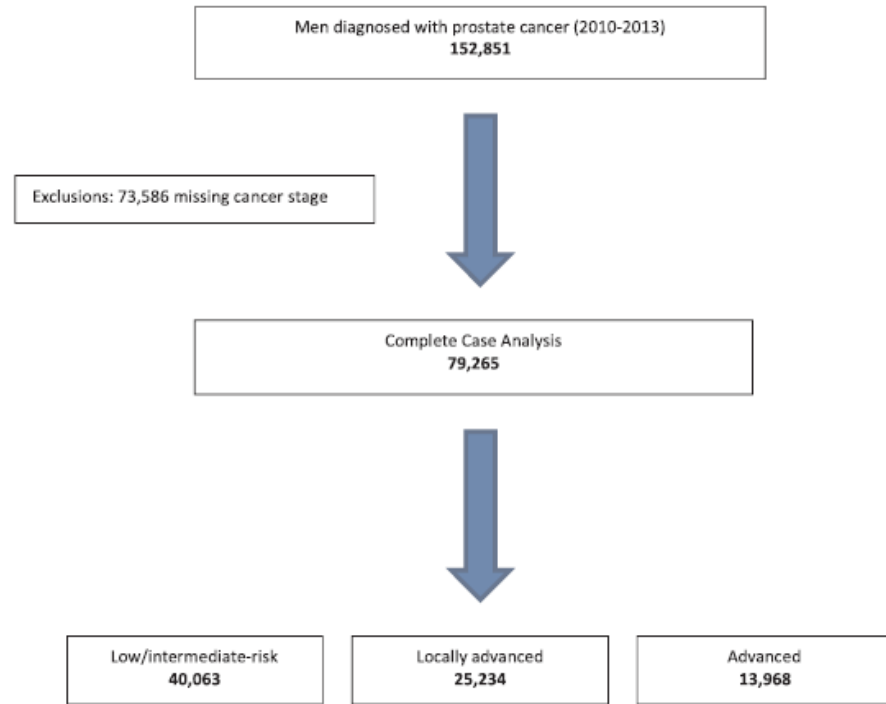 Men diagnosed with prostate cancer (2010-2013)
152,851
Exclusions: 73,586 missing cancer stage
Complete Case Analysis
79,265
Low/intermediate-risk
40,063
Locally advanced
25,234
Advanced
13,968